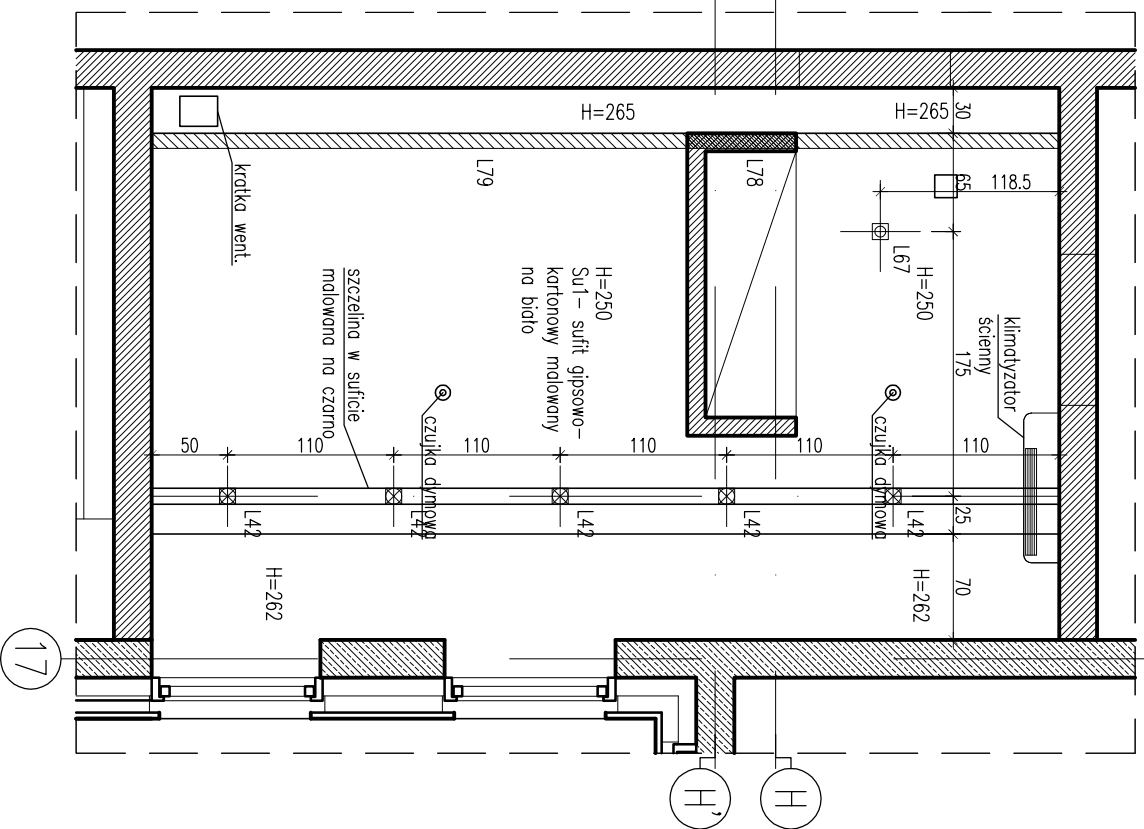 H=265
H=265
30
L79
L78
65
118.5
kratka went.
L67
H=250
H=250
Su1- sufit gipsowo-
kartonowy malowany
na biało
szczelina w suficie
malowana na czarno
klimatyzator
ścienny
175
czujka dymowa
czujka dymowa
50
110
110
110
110
110
L42
L42
L42
L42
L42
25
H=262
H=262
70
17
H'
H